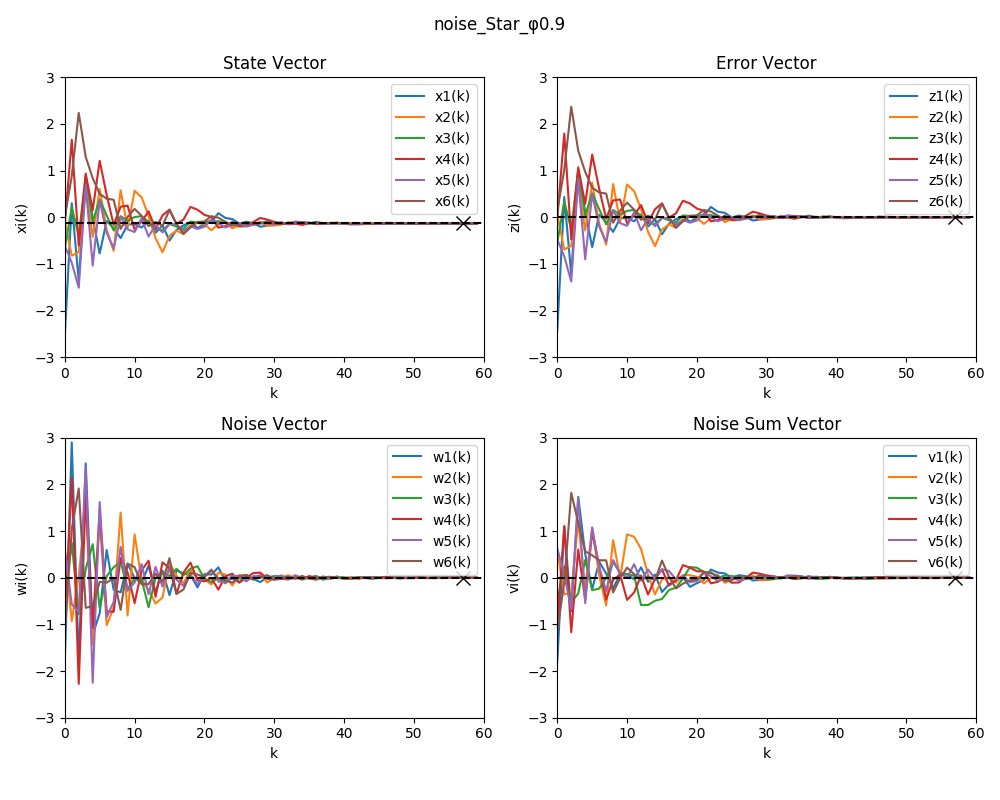 noise_Star_φ0.9
State Vector
xi(k)
3
2
1
0
−1
−2
−3
0 10 20 30 40 50 60
k
x1(k)
x2(k)
x3(k)
x4(k)
x5(k)
x6(k)
Error Vector
zi(k)
3
2
1
0
−1
−2
−3
0 10 20 30 40 50 60
k
z1(k)
z2(k)
z3(k)
z4(k)
z5(k)
z6(k)
Noise Vector
wi(k)
3
2
1
0
−1
−2
−3
0 10 20 30 40 50 60
k
w1(k)
w2(k)
w3(k)
w4(k)
w5(k)
w6(k)
Noise Sum Vector
vi(k)
3
2
1
0
−1
−2
−3
0 10 20 30 40 50 60
k
v1(k)
v2(k)
v3(k)
v4(k)
v5(k)
v6(k)